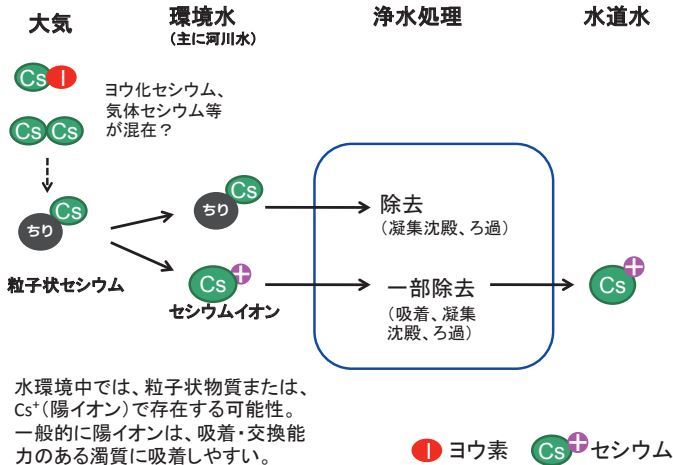 大気
環境水
(主に河川水)
浄水処理
水道水
Cs I
ヨウ化セシウム、
気体セシウム等
が混在？
Cs Cs
Cs
ちり
粒子状セシウム
Cs
ちり
除去
（凝集沈殿、ろ過）
Cs+
セシウムイオン
一部除去
（吸着、凝集
沈殿、ろ過）
Cs+
水環境中では、粒子状物質または、
Cs⁺（陽イオン）で存在する可能性。
一般的に陽イオンは、吸着・交換能
力のある濁質に吸着しやすい。
I ヨウ素 Cs+ セシウム